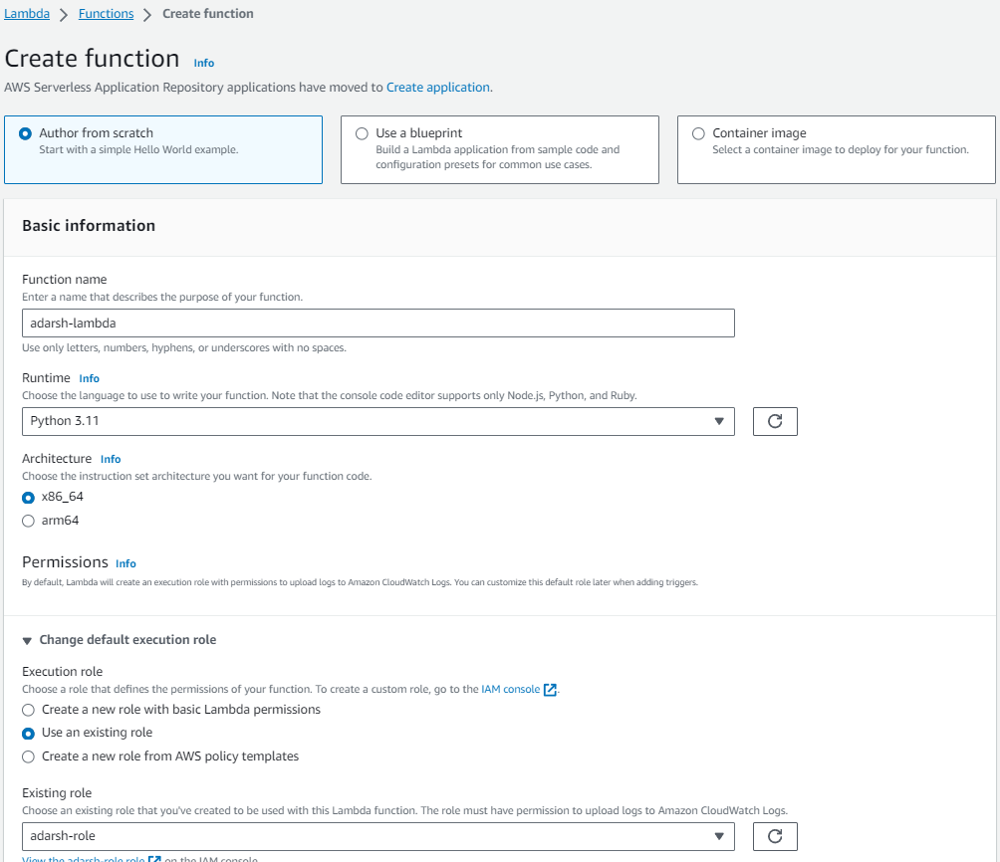 Lambda > Functions > Create function
Create function Info
AWS Serverless Application Repository applications have moved to Create application.
Author from scratch
Start with a simple Hello World example.
Use a blueprint
Build a Lambda application from sample code and
configuration presets for common use cases.
Container image
Select a container image to deploy for your function.
Basic information
Function name
Enter a name that describes the purpose of your function.
adarsh-lambda
Use only letters, numbers, hyphens, or underscores with no spaces.
Runtime Info
Choose the language to use to write your function. Note that the console code editor supports only Node.js, Python, and Ruby.
Python 3.11
Architecture Info
Choose the instruction set architecture you want for your function code.
x86_64
arm64
Permissions Info
By default, Lambda will create an execution role with permissions to upload logs to Amazon CloudWatch Logs. You can customize this default role later when adding triggers.
Change default execution role
Execution role
Choose a role that defines the permissions of your function. To create a custom role, go to the IAM console.
Create a new role with basic Lambda permissions
Use an existing role
Create a new role from AWS policy templates
Existing role
Choose an existing role that you've created to be used with this Lambda function. The role must have permission to upload logs to Amazon CloudWatch Logs.
adarsh-role
View the adarsh-role role on the IAM console.